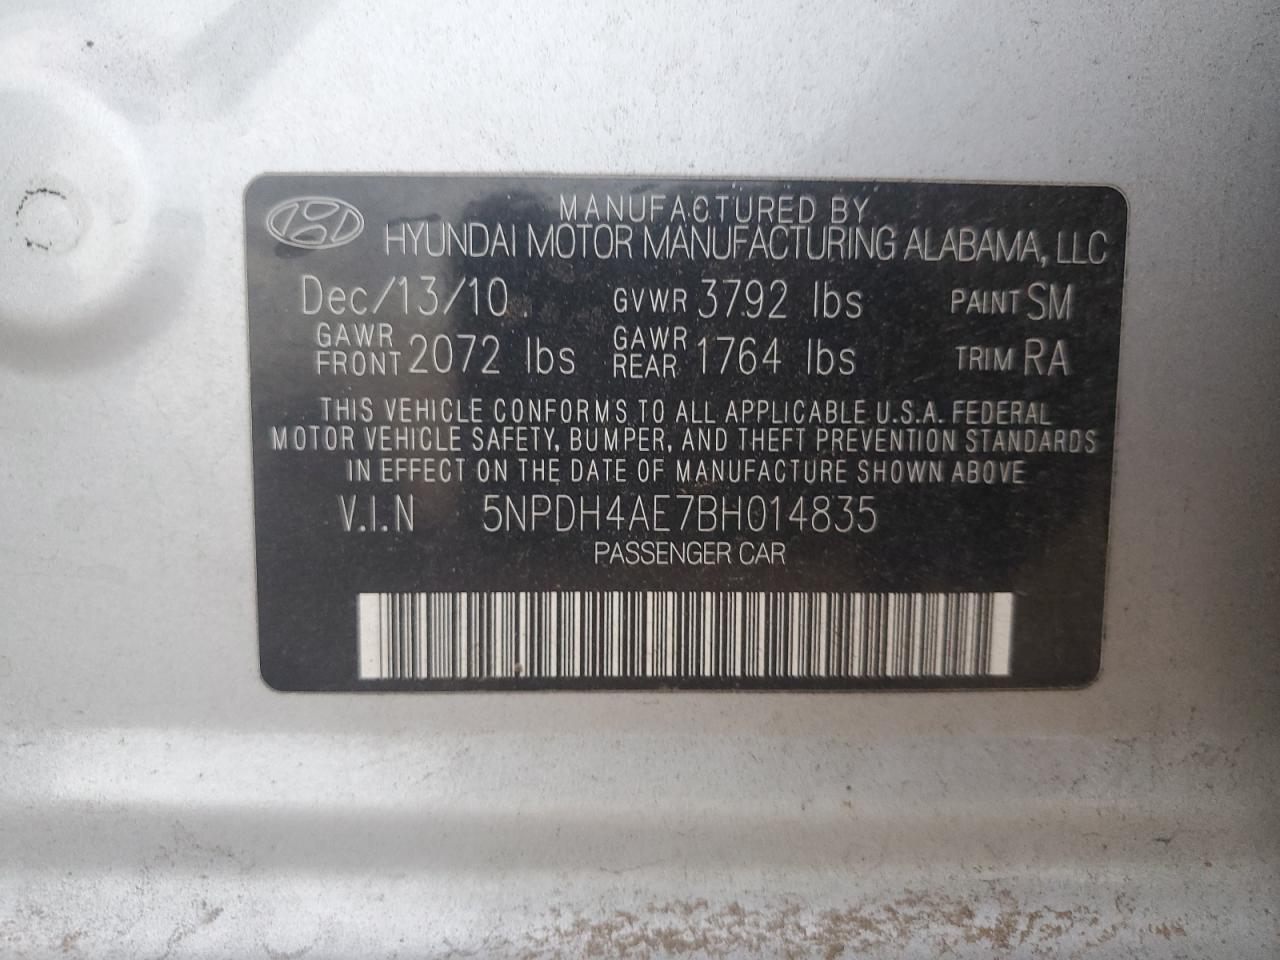 MANUFACTURED BY
HYUNDAI MOTOR MANUFACTURING ALABAMA, LLC
Dec/13/10 GVWR 3792 lbs PAINT SM
GAWR FRONT 2072 lbs GAWR REAR 1764 lbs TRIM RA
THIS VEHICLE CONFORMS TO ALL APPLICABLE U.S.A. FEDERAL
MOTOR VEHICLE SAFETY, BUMPER, AND THEFT PREVENTION STANDARDS
IN EFFECT ON THE DATE OF MANUFACTURE SHOWN ABOVE
V.I.N 5NPDH4AE7BH014835
PASSENGER CAR